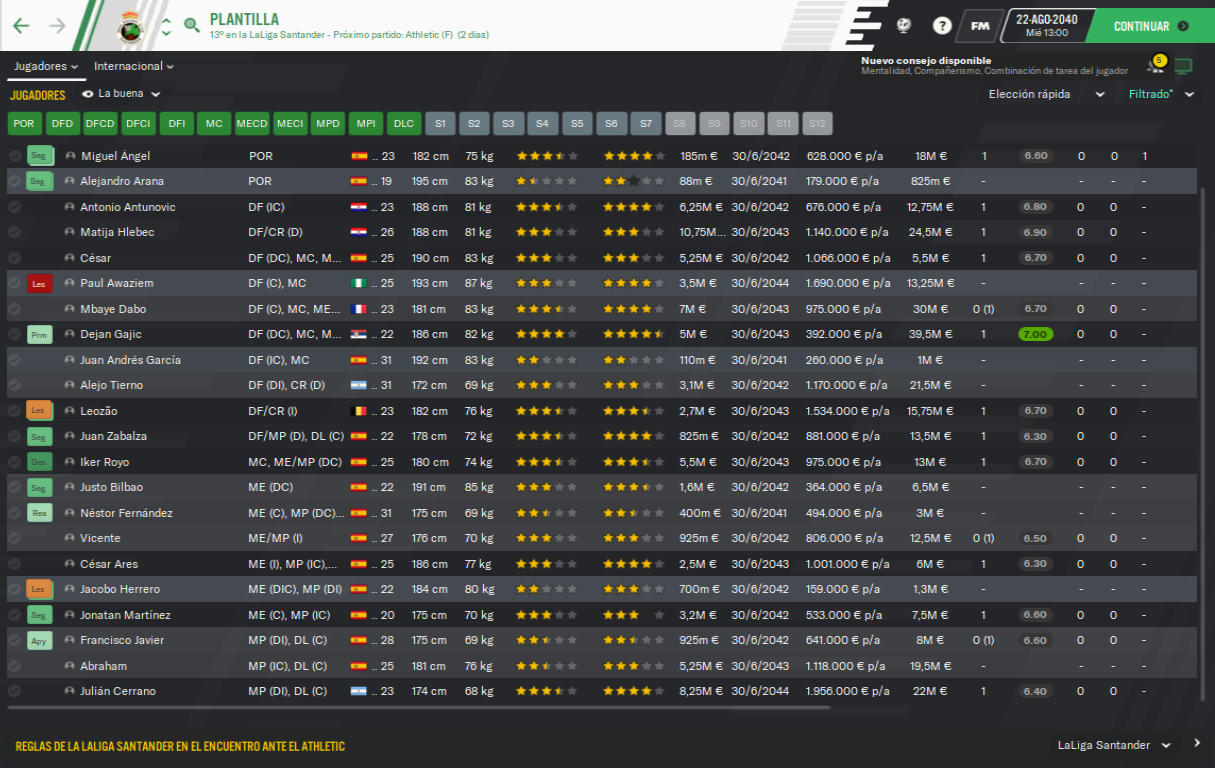 PLANTILLA
13º en la LaLiga Santander - Próximo partido: Athletic (F) (2 dias)
? FM 22-AGO-2040 CONTINUAR
Mié 13:00
Jugadores Internacional
Nuevo consejo disponible 5
Mentalidad, Compañerismo, Combinación de tarea del jugador
JUGADORES La buena Elección rápida Filtrado*
POR DFD DFCD DFCI DFI MC MECD MECI MPD MPI DLC S1 S2 S3 S4 S5 S6 S7 S8 S9 S10 S11 S12
Seg Miguel Ángel POR .. 23 182 cm 75 kg 185m € 30/6/2042 628.000 € p/a 18M € 1 6.60 0 0 1
Seg Alejandro Arana POR .. 19 195 cm 83 kg 88m € 30/6/2041 179.000 € p/a 825m € - - - -
Antonio Antunovic DF (IC) .. 23 188 cm 81 kg 6,25M € 30/6/2042 676.000 € p/a 12,75M € 1 6.80 0 0 -
Matija Hlebec DF/CR (D) .. 26 188 cm 81 kg 10,75M... 30/6/2043 1.140.000 € p/a 24,5M € 1 6.90 0 0 -
César DF (DC), MC, M... .. 25 190 cm 83 kg 5,25M € 30/6/2042 1.066.000 € p/a 5,5M € 1 6.70 0 0 -
Les Paul Awaziem DF (C), MC .. 25 193 cm 87 kg 3,5M € 30/6/2044 1.690.000 € p/a 13,25M € - - - -
Mbaye Dabo DF (C), MC, ME... .. 23 181 cm 83 kg 7M € 30/6/2043 975.000 € p/a 30M € 0 (1) 6.70 0 0 -
Prm Dejan Gajic DF (DC), MC, M... .. 22 186 cm 82 kg 5M € 30/6/2043 392.000 € p/a 39,5M € 1 7.00 0 0 -
Juan Andrés García DF (IC), MC .. 31 192 cm 83 kg 110m € 30/6/2041 260.000 € p/a 1M € - - - -
Alejo Tierno DF (DI), CR (D) .. 31 172 cm 69 kg 3,1M € 30/6/2042 1.170.000 € p/a 21,5M € - - - -
Les Leozão DF/CR (I) .. 23 182 cm 76 kg 2,7M € 30/6/2043 1.534.000 € p/a 15,75M € 1 6.70 0 0 -
Seg Juan Zabalza DF/MP (D), DL (C) .. 22 178 cm 72 kg 825m € 30/6/2042 881.000 € p/a 13,5M € 1 6.30 0 0 -
Des Iker Royo MC, ME/MP (DC) .. 25 180 cm 74 kg 5,5M € 30/6/2043 975.000 € p/a 13M € 1 6.70 0 0 -
Seg Justo Bilbao ME (DC) .. 22 191 cm 85 kg 1,6M € 30/6/2042 364.000 € p/a 6,5M € - - - -
Rea Néstor Fernández ME (C), MP (DC)... .. 31 175 cm 69 kg 400m € 30/6/2041 494.000 € p/a 3M € - - - -
Vicente ME/MP (I) .. 27 176 cm 70 kg 925m € 30/6/2042 806.000 € p/a 12,5M € 0 (1) 6.50 0 0 -
César Ares ME (I), MP (IC),... .. 25 186 cm 77 kg 2,5M € 30/6/2043 1.001.000 € p/a 6M € 1 6.30 0 0 -
Les Jacobo Herrero ME (DIC), MP (DI) .. 22 184 cm 80 kg 700m € 30/6/2042 159.000 € p/a 1,3M € - - - -
Seg Jonatan Martínez ME (C), MP (IC) .. 20 175 cm 70 kg 3,2M € 30/6/2042 533.000 € p/a 7,5M € 1 6.60 0 0 -
Apy Francisco Javier MP (DI), DL (C) .. 28 175 cm 69 kg 925m € 30/6/2042 641.000 € p/a 8M € 0 (1) 6.60 0 0 -
Abraham MP (IC), DL (C) .. 25 181 cm 76 kg 5,25M € 30/6/2043 1.118.000 € p/a 19,5M € - - - -
Julián Cerrano MP (DI), DL (C) .. 23 174 cm 68 kg 8,25M € 30/6/2044 1.956.000 € p/a 22M € 1 6.40 0 0 -
REGLAS DE LA LALIGA SANTANDER EN EL ENCUENTRO ANTE EL ATHLETIC LaLiga Santander